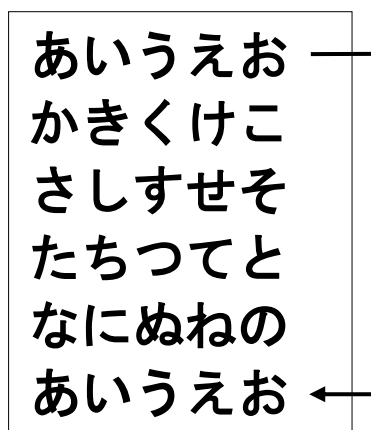 あいうえお
かきくけこ
さしすせそ
たちつてと
なにぬねの
あいうえお